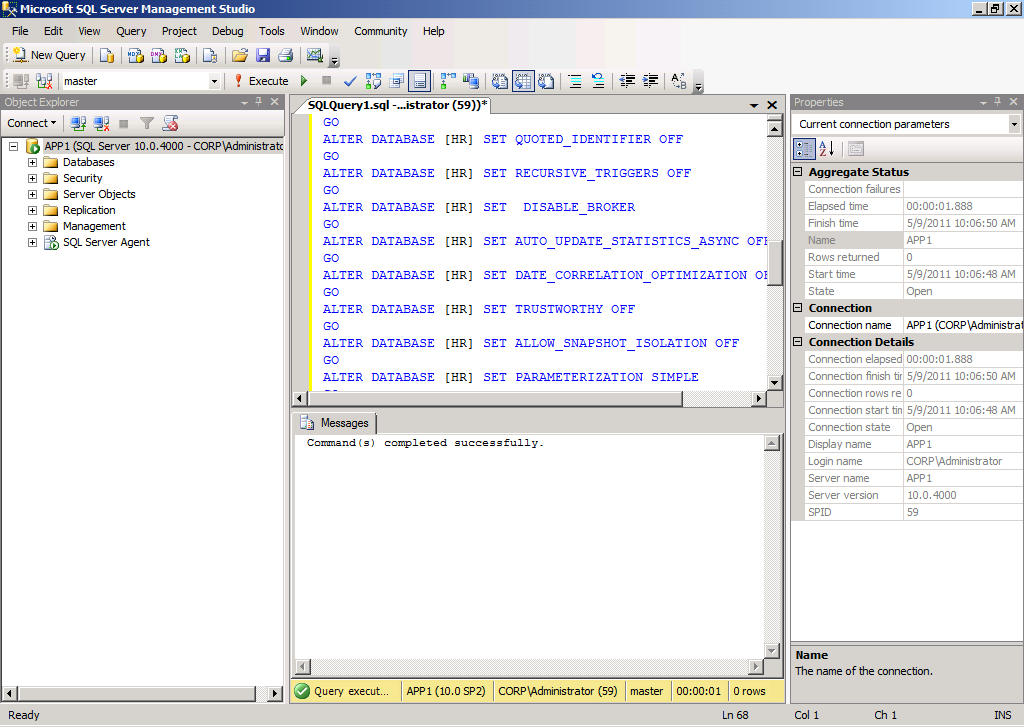 Microsoft SQL Server Management Studio
File Edit View Query Project Debug Tools Window Community Help
New Query
master Execute
Object Explorer
Connect
APP1 (SQL Server 10.0.4000 - CORP\Administrato
Databases
Security
Server Objects
Replication
Management
SQL Server Agent
SQLQuery1.sql -...istrator (59))*
GO
ALTER DATABASE [HR] SET QUOTED_IDENTIFIER OFF
GO
ALTER DATABASE [HR] SET RECURSIVE_TRIGGERS OFF
GO
ALTER DATABASE [HR] SET  DISABLE_BROKER
GO
ALTER DATABASE [HR] SET AUTO_UPDATE_STATISTICS_ASYNC OFF
GO
ALTER DATABASE [HR] SET DATE_CORRELATION_OPTIMIZATION OF
GO
ALTER DATABASE [HR] SET TRUSTWORTHY OFF
GO
ALTER DATABASE [HR] SET ALLOW_SNAPSHOT_ISOLATION OFF
GO
ALTER DATABASE [HR] SET PARAMETERIZATION SIMPLE
Messages
Command(s) completed successfully.
Query execut... APP1 (10.0 SP2) CORP\Administrator (59) master 00:00:01 0 rows
Properties
Current connection parameters
Aggregate Status
Connection failures
Elapsed time 00:00:01.888
Finish time 5/9/2011 10:06:50 AM
Name APP1
Rows returned 0
Start time 5/9/2011 10:06:48 AM
State Open
Connection
Connection name APP1 (CORP\Administrat
Connection Details
Connection elapsed 00:00:01.888
Connection finish tir 5/9/2011 10:06:50 AM
Connection rows re 0
Connection start tin 5/9/2011 10:06:48 AM
Connection state Open
Display name APP1
Login name CORP\Administrator
Server name APP1
Server version 10.0.4000
SPID 59
Name
The name of the connection.
Ready Ln 68 Col 1 Ch 1 INS